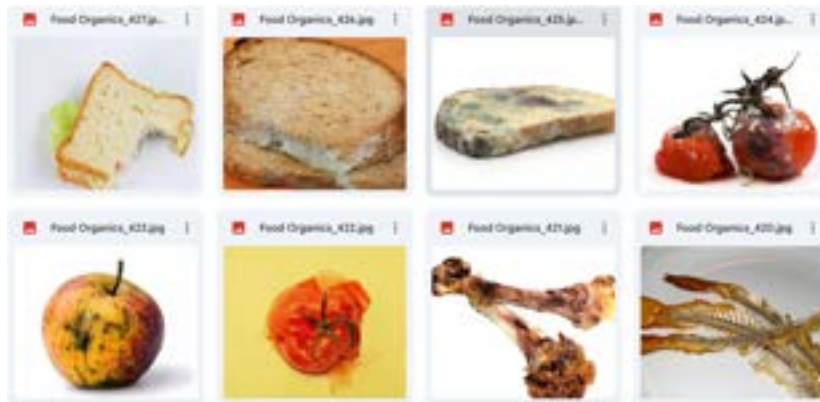 Food Organics_427.jp...
Food Organics_426.jpg
Food Organics_425.jp...
Food Organics_424.jp...
Food Organics_423.jpg
Food Organics_422.jpg
Food Organics_421.jpg
Food Organics_420.jpg